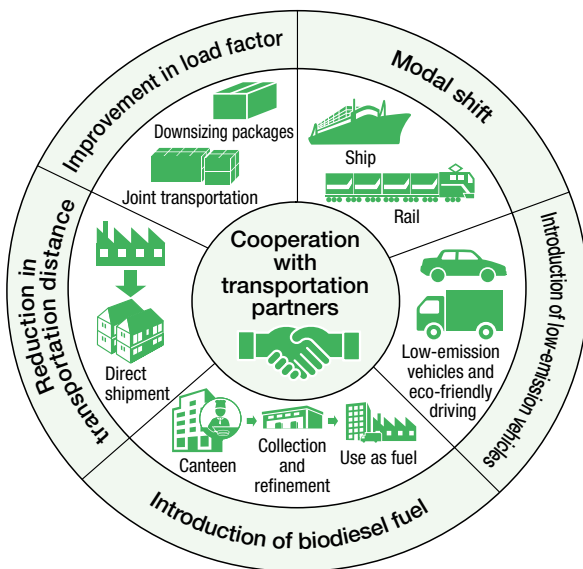 Improvement in load factor
Downsizing packages
Joint transportation
Modal shift
Ship
Rail
Introduction of low-emission vehicles
Low-emission
vehicles and
eco-friendly
driving
Introduction of biodiesel fuel
Canteen
Collection
and
refinement
Use as fuel
Reduction in
transportation distance
Direct
shipment
Cooperation
with
transportation
partners